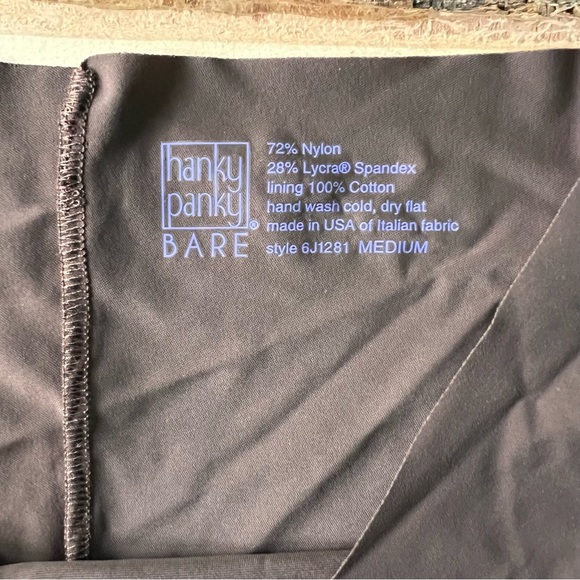 hanky
panky®
BARE
72% Nylon
28% Lycra® Spandex
lining 100% Cotton
hand wash cold, dry flat
made in USA of Italian fabric
style 6J1281 MEDIUM